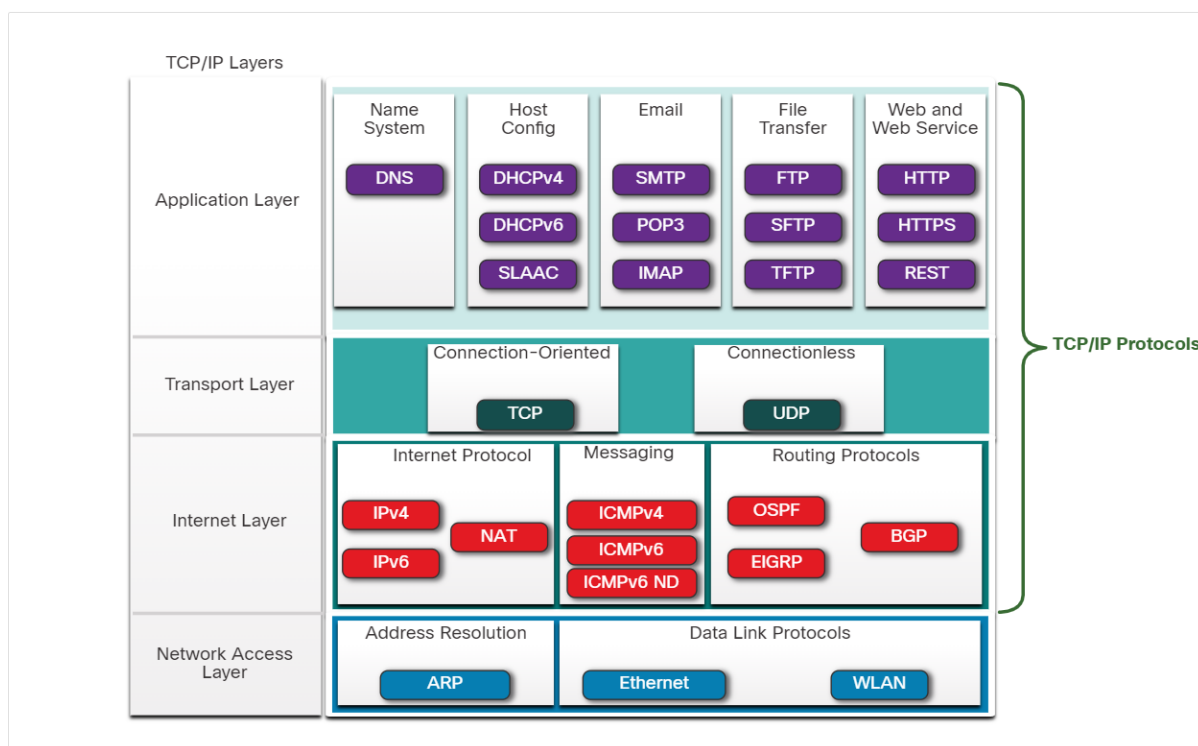 TCP/IP Layers
Application Layer
Name
System
DNS
Host
Config
DHCPv4
DHCPv6
SLAAC
Email
SMTP
POP3
IMAP
File
Transfer
FTP
SFTP
TFTP
Web and
Web Service
HTTP
HTTPS
REST
TCP/IP Protocols
Transport Layer
Connection-Oriented
TCP
Connectionless
UDP
Internet Layer
Internet Protocol
IPv4
IPv6
NAT
Messaging
ICMPv4
ICMPv6
ICMPv6 ND
Routing Protocols
OSPF
EIGRP
BGP
Network Access
Layer
Address Resolution
ARP
Data Link Protocols
Ethernet
WLAN